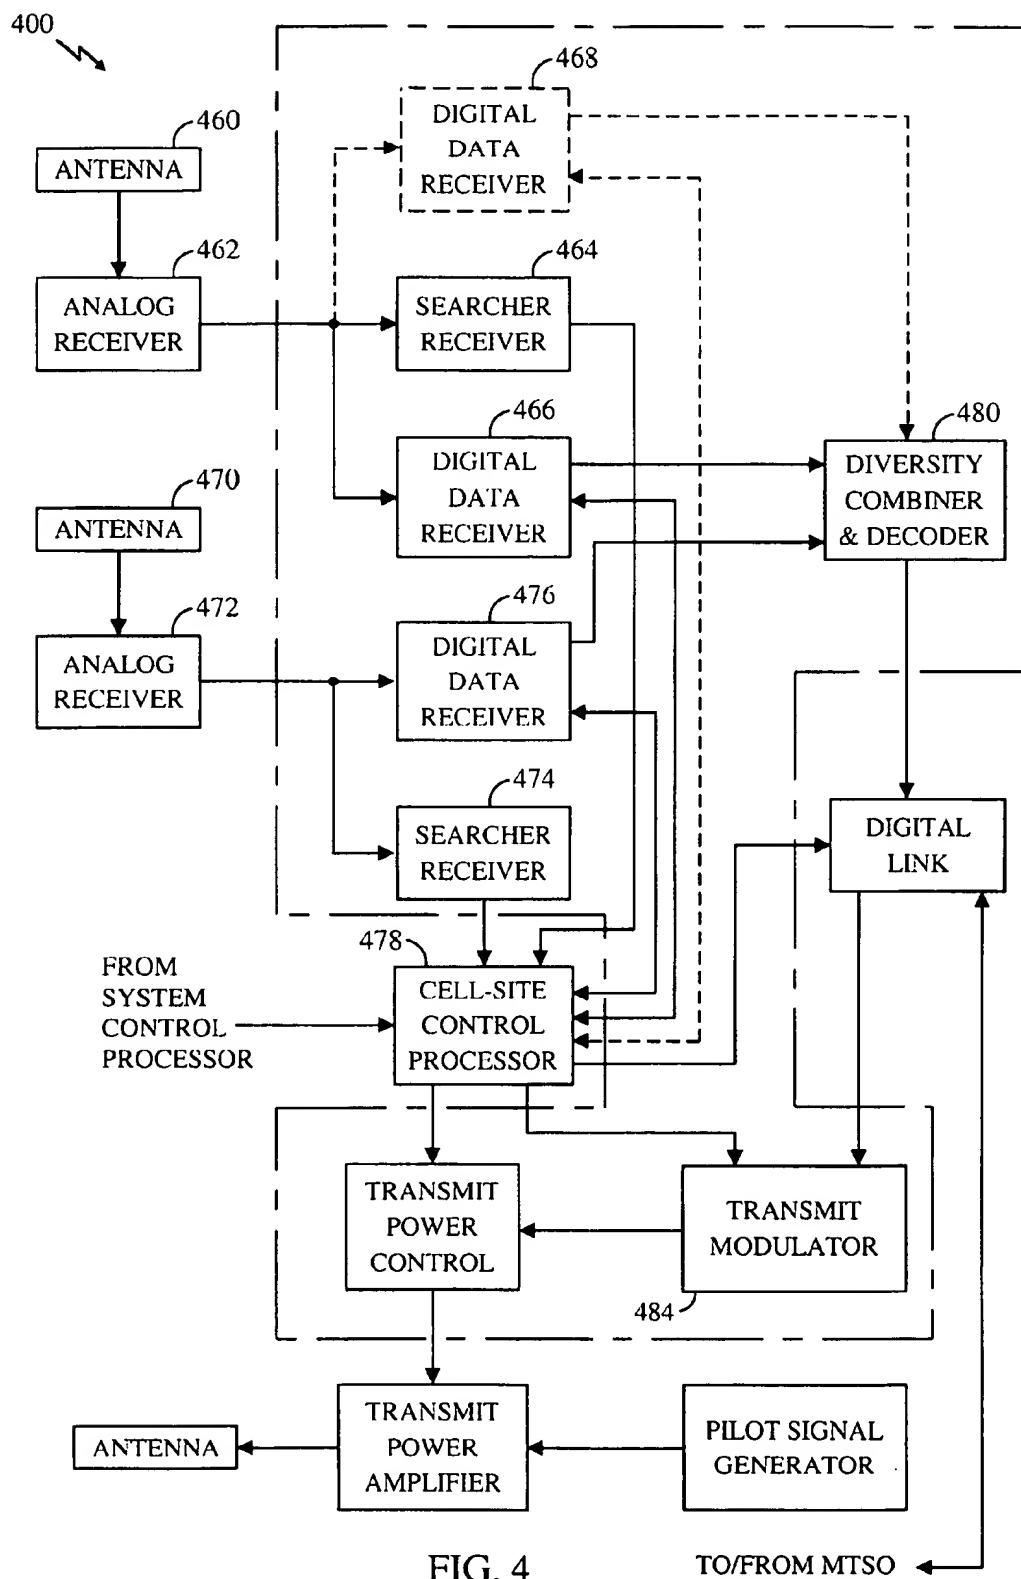 400
468
DIGITAL
DATA
RECEIVER
460
ANTENNA
462
ANALOG
RECEIVER
464
SEARCHER
RECEIVER
466
DIGITAL
DATA
RECEIVER
480
DIVERSITY
COMBINER
& DECODER
470
ANTENNA
472
ANALOG
RECEIVER
476
DIGITAL
DATA
RECEIVER
474
SEARCHER
RECEIVER
DIGITAL
LINK
478
CELL-SITE
CONTROL
PROCESSOR
FROM
SYSTEM
CONTROL
PROCESSOR
TRANSMIT
POWER
CONTROL
TRANSMIT
MODULATOR
484
TRANSMIT
POWER
AMPLIFIER
ANTENNA
PILOT SIGNAL
GENERATOR
FIG. 4
TO/FROM MTSO